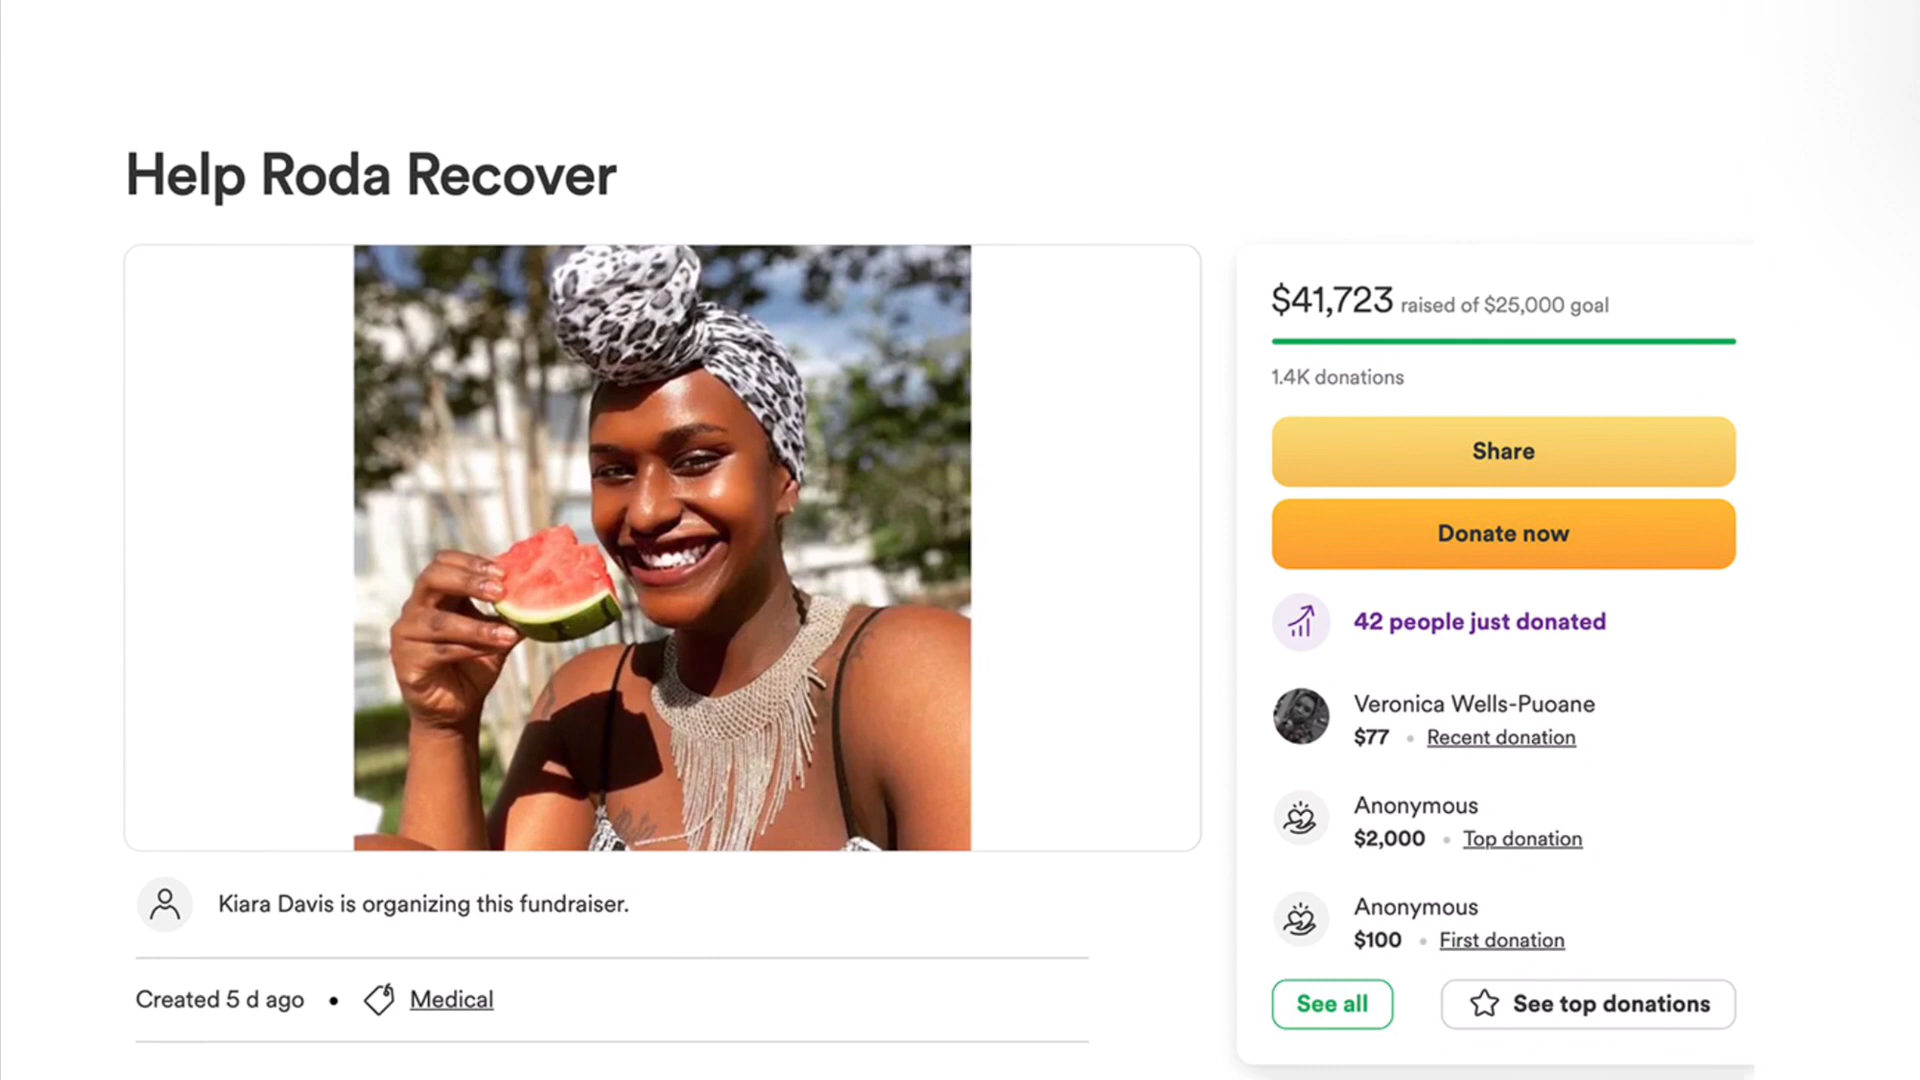 Help Roda Recover
$41,723 raised of $25,000 goal
1.4K donations
Share
Donate now
42 people just donated
Veronica Wells-Puoane
$77 • Recent donation
Anonymous
$2,000 • Top donation
Anonymous
$100 • First donation
See all
See top donations
Kiara Davis is organizing this fundraiser.
Created 5 d ago • Medical